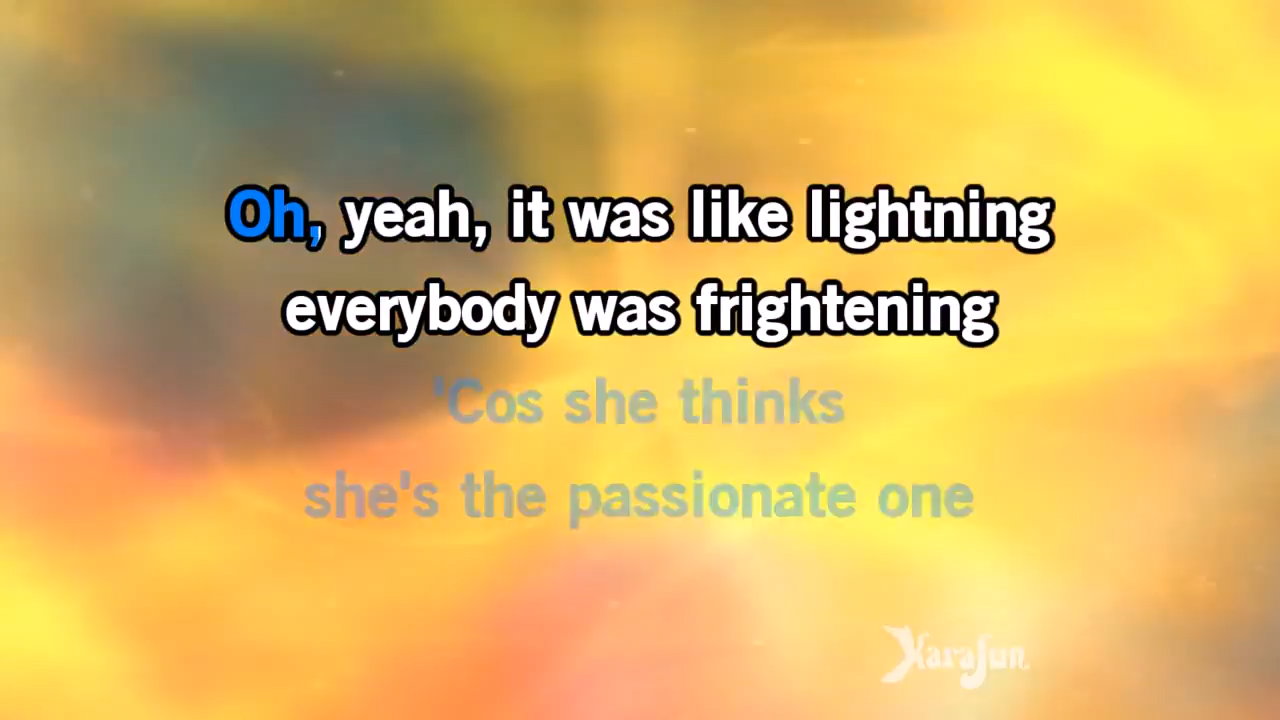 Oh, yeah, it was like lightning
everybody was frightening
'Cos she thinks
she's the passionate one
KaraFun